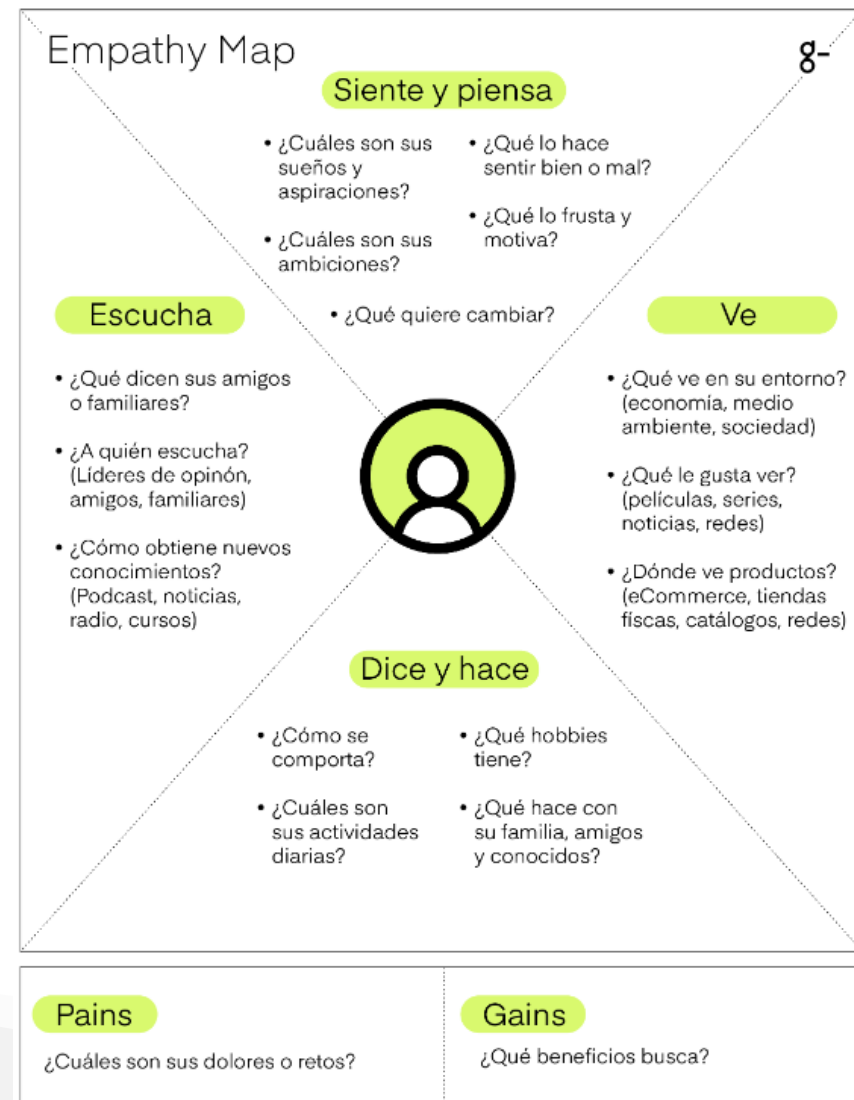 Empathy Map
g-
Siente y piensa
• ¿Cuáles son sus
sueños y
aspiraciones?
• ¿Cuáles son sus
ambiciones?
• ¿Qué lo hace
sentir bien o mal?
• ¿Qué lo frusta y
motiva?
• ¿Qué quiere cambiar?
Escucha
• ¿Qué dicen sus amigos
o familiares?
• ¿A quién escucha?
(Líderes de opinón,
amigos, familiares)
• ¿Cómo obtiene nuevos
conocimientos?
(Podcast, noticias,
radio, cursos)
Ve
• ¿Qué ve en su entorno?
(economía, medio
ambiente, sociedad)
• ¿Qué le gusta ver?
(películas, series,
noticias, redes)
• ¿Dónde ve productos?
(eCommerce, tiendas
físcas, catálogos, redes)
Dice y hace
• ¿Cómo se
comporta?
• ¿Cuáles son
sus actividades
diarias?
• ¿Qué hobbies
tiene?
• ¿Qué hace con
su familia, amigos
y conocidos?
Pains
¿Cuáles son sus dolores o retos?
Gains
¿Qué beneficios busca?